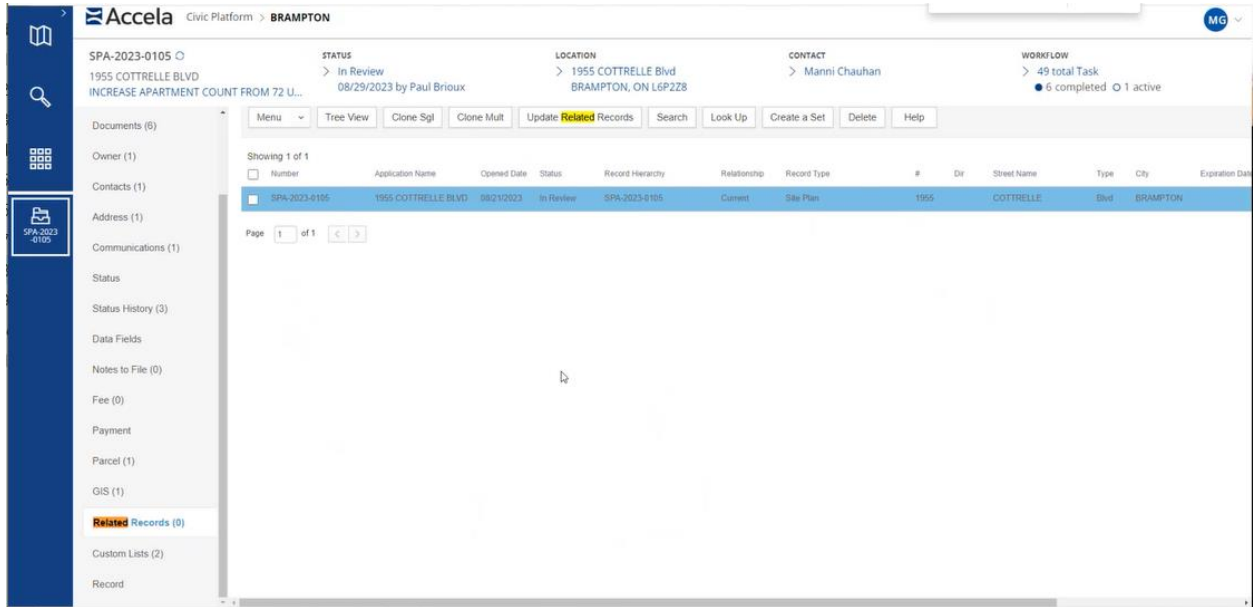 Accela Civic Platform > BRAMPTON
MG
SPA-2023-0105
1955 COTTRELLE BLVD
INCREASE APARTMENT COUNT FROM 72 U...
STATUS
> In Review
08/29/2023 by Paul Brioux
LOCATION
> 1955 COTTRELLE Blvd
BRAMPTON, ON L6P2Z8
CONTACT
> Manni Chauhan
WORKFLOW
> 49 total Task
6 completed 1 active
SPA-2023
-0105
Documents (6)
Owner (1)
Contacts (1)
Address (1)
Communications (1)
Status
Status History (3)
Data Fields
Notes to File (0)
Fee (0)
Payment
Parcel (1)
GIS (1)
Related Records (0)
Custom Lists (2)
Record
Menu Tree View Clone Sgl Clone Mult Update Related Records Search Look Up Create a Set Delete Help
Showing 1 of 1
Number Application Name Opened Date Status Record Hierarchy Relationship Record Type # Dir Street Name Type City Expiration Date
SPA-2023-0105 1955 COTTRELLE BLVD 08/21/2023 In Review SPA-2023-0105 Current Site Plan 1955 COTTRELLE Blvd BRAMPTON
Page 1 of 1 < >